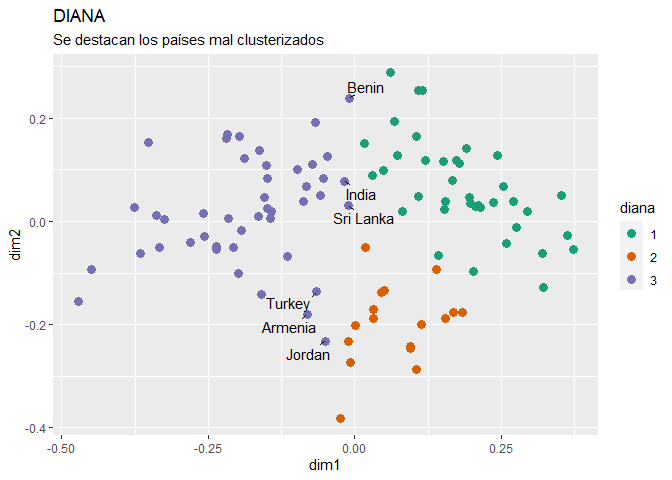 DIANA
Se destacan los países mal clusterizados
Benin
India
Sri Lanka
Turkey
Armenia
Jordan
0.2
0.0
-0.2
-0.4
dim2
-0.50
-0.25
0.00
0.25
dim1
diana
1
2
3